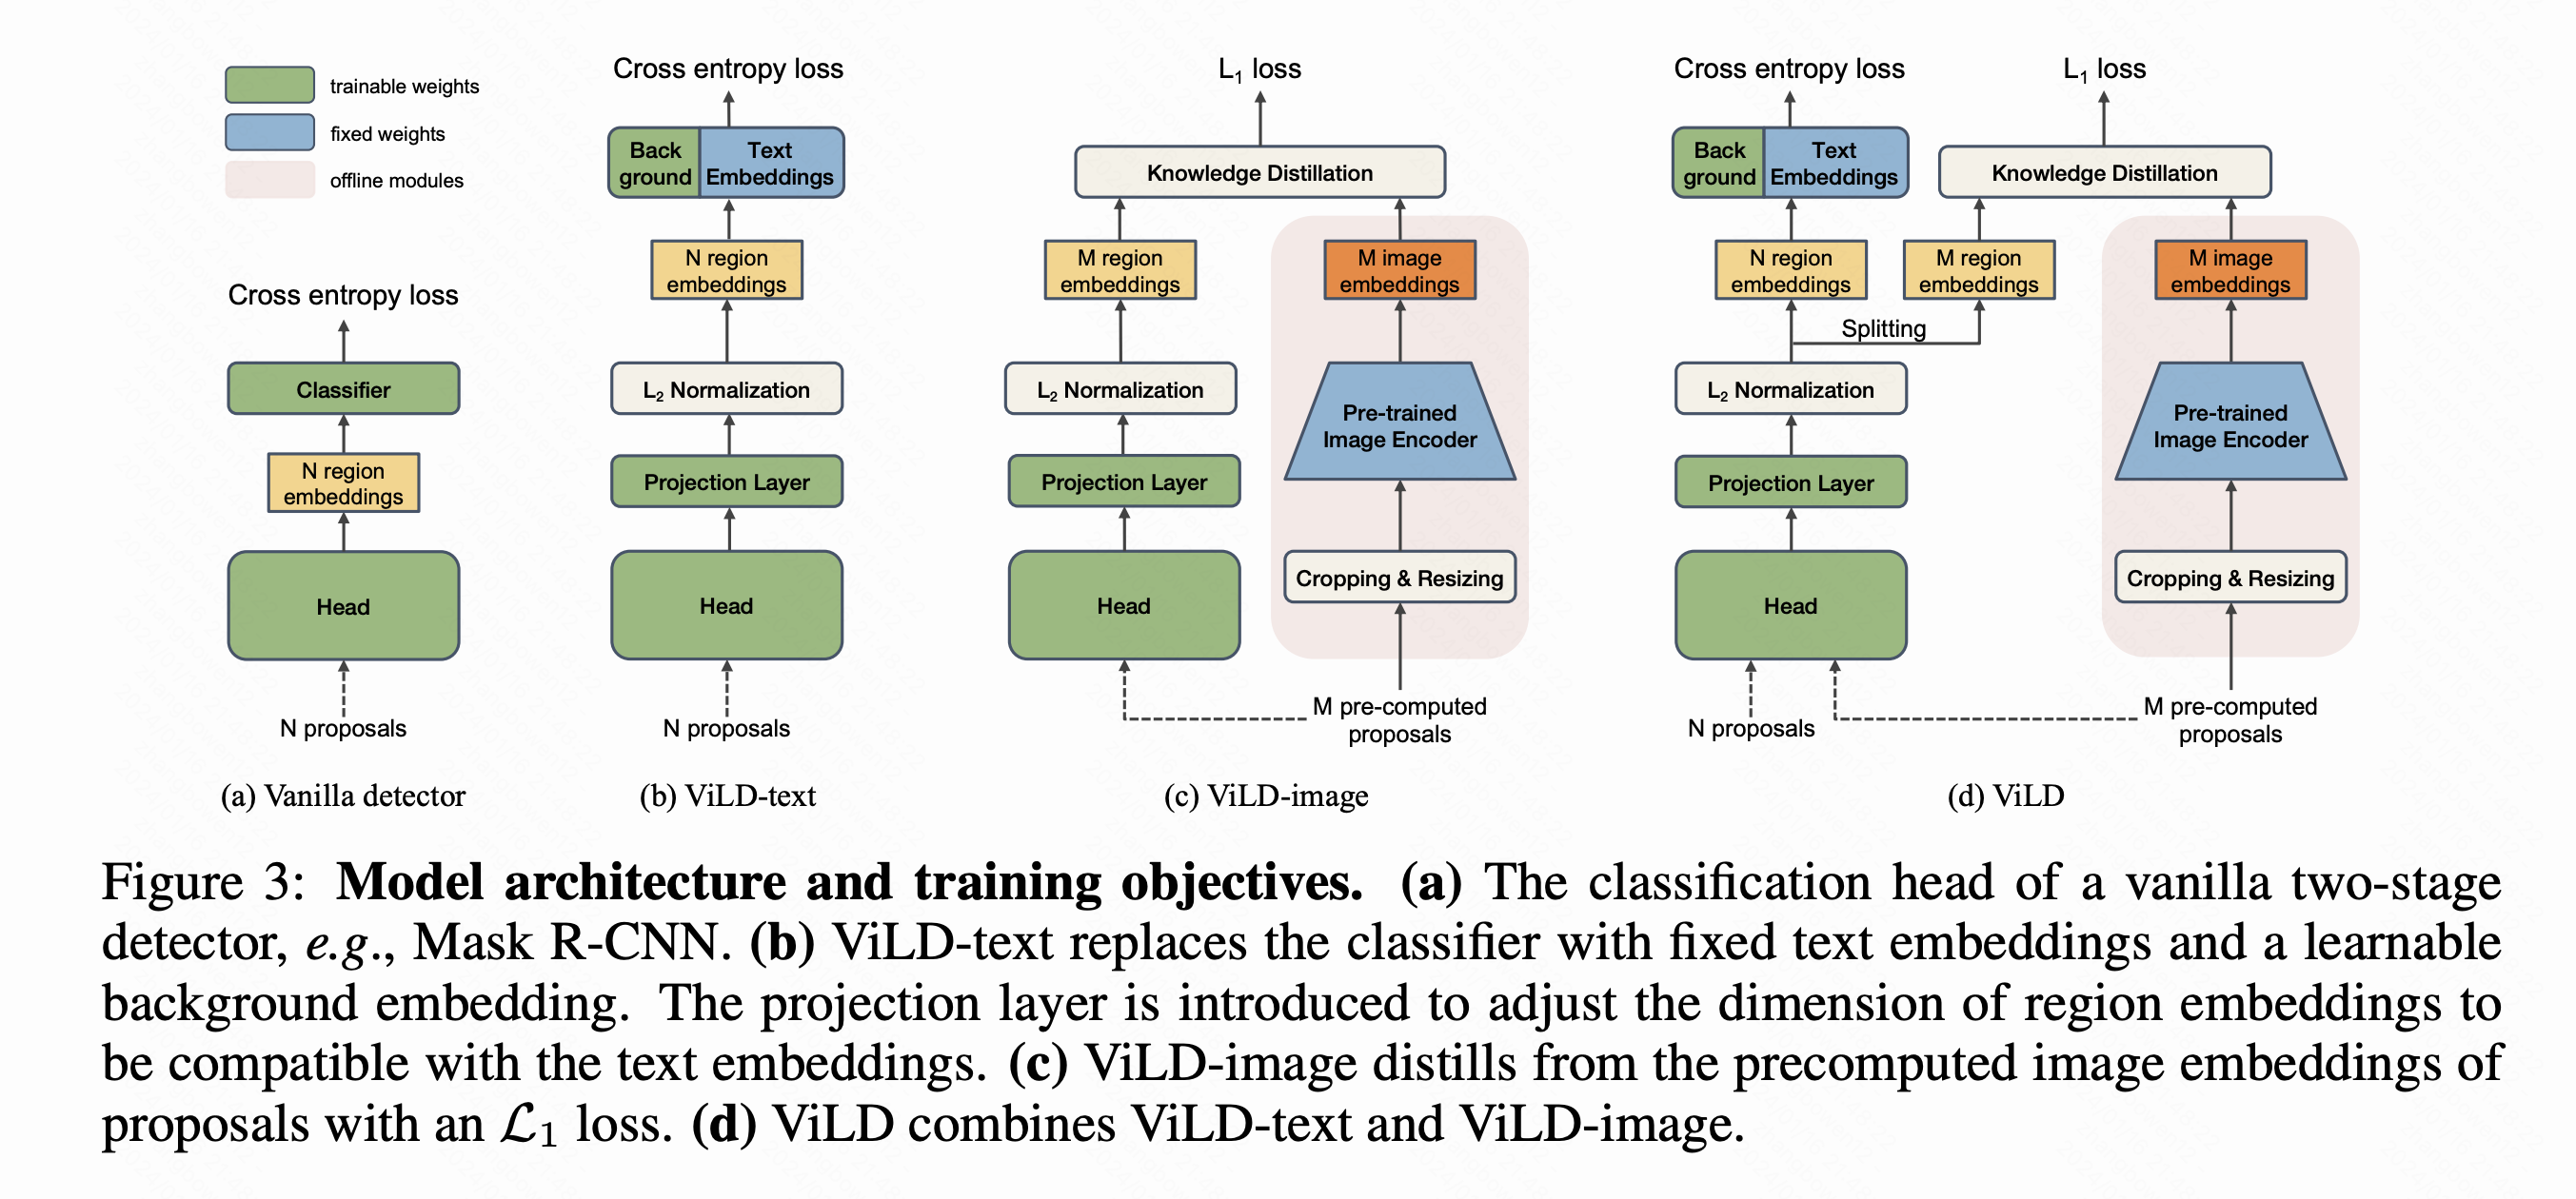 trainable weights
fixed weights
offline modules
Cross entropy loss
Classifier
N region
embeddings
Head
N proposals
(a) Vanilla detector
Cross entropy loss
Back
ground
Text
Embeddings
N region
embeddings
L₂ Normalization
Projection Layer
Head
N proposals
(b) ViLD-text
L₁ loss
Knowledge Distillation
M region
embeddings
M image
embeddings
L₂ Normalization
Pre-trained
Image Encoder
Projection Layer
Head
Cropping & Resizing
M pre-computed
proposals
(c) ViLD-image
Cross entropy loss
L₁ loss
Back
ground
Text
Embeddings
Knowledge Distillation
N region
embeddings
M region
embeddings
M image
embeddings
Splitting
L₂ Normalization
Pre-trained
Image Encoder
Projection Layer
Head
Cropping & Resizing
N proposals
M pre-computed
proposals
(d) ViLD
Figure 3: Model architecture and training objectives. (a) The classification head of a vanilla two-stage
detector, e.g., Mask R-CNN. (b) ViLD-text replaces the classifier with fixed text embeddings and a learnable
background embedding. The projection layer is introduced to adjust the dimension of region embeddings to
be compatible with the text embeddings. (c) ViLD-image distills from the precomputed image embeddings of
proposals with an ℒ₁ loss. (d) ViLD combines ViLD-text and ViLD-image.